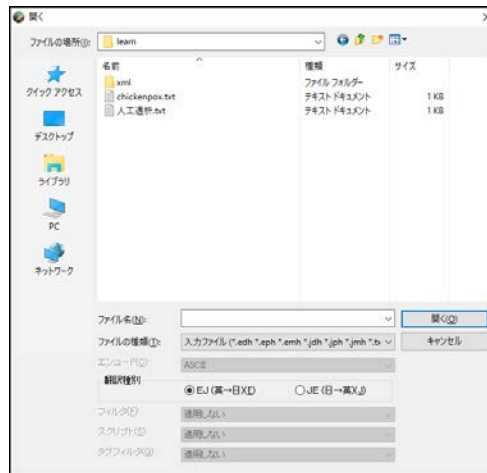 開く
ファイルの場所(I): learn
名前 種類 サイズ
xml ファイル フォルダー
chickenpox.txt テキスト ドキュメント 1 KB
人工透析.txt テキスト ドキュメント 1 KB
クイック アクセス
デスクトップ
ライブラリ
PC
ネットワーク
ファイル名(N): 開く(O)
ファイルの種類(T): 入力ファイル (*.edh *.eph *.emh *.jdh *.jph *.jmh *.tx キャンセル
エンコード(C) ASCII
翻訳種別
EJ (英→日)(E) JE (日→英)(J)
フィルタ(F) 適用しない
スクリプト(S) 適用しない
タブフィルタ(Q) 適用しない